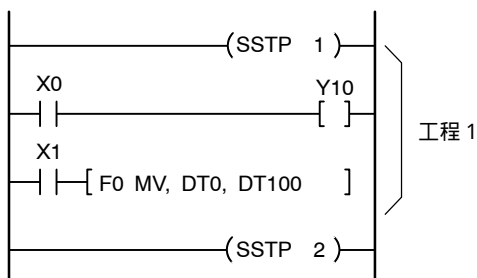 (SSTP 1)
X0 Y10
[ ]
X1
[F0 MV, DT0, DT100 ]
工程 1
(SSTP 2)